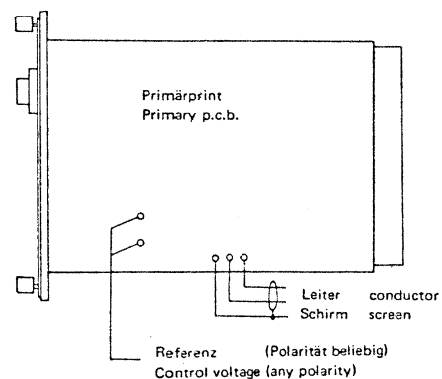 Primärprint
Primary p.c.b.
Leiter conductor
Schirm screen
Referenz (Polarität beliebig)
Control voltage (any polarity)